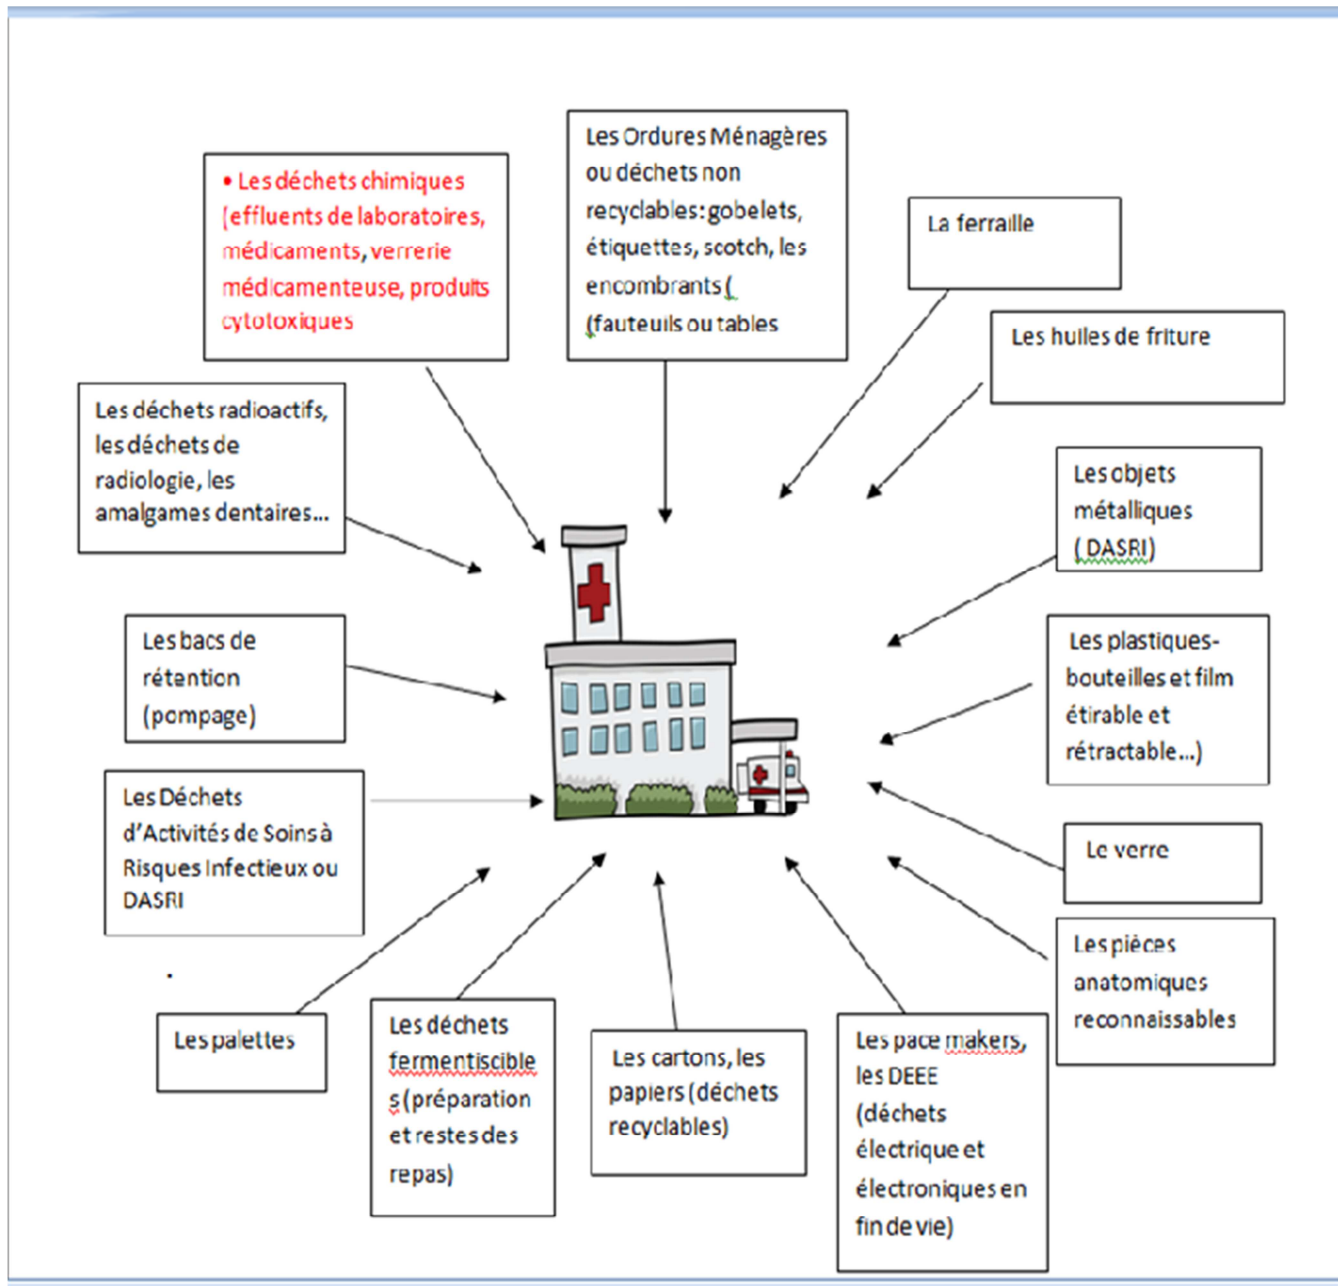 • Les déchets chimiques
(effluents de laboratoires,
médicaments, verrerie
médicamenteuse, produits
cytotoxiques
Les Ordures Ménagères
ou déchets non
recyclables: gobelets,
étiquettes, scotch, les
encombrants (
(fauteuils ou tables
La ferraille
Les huiles de friture
Les déchets radioactifs,
les déchets de
radiologie, les
amalgames dentaires...
Les objets
métalliques
( DASRI)
Les bacs de
rétention
(pompage)
Les plastiques-
bouteilles et film
étirable et
rétractable...)
Les Déchets
d'Activités de Soins à
Risques Infectieux ou
DASRI
.
Le verre
Les pièces
anatomiques
reconnaissables
Les palettes
Les déchets
fermentiscible
s (préparation
et restes des
repas)
Les cartons, les
papiers (déchets
recyclables)
Les pace makers,
les DEEE
(déchets
électrique et
électroniques en
fin de vie)